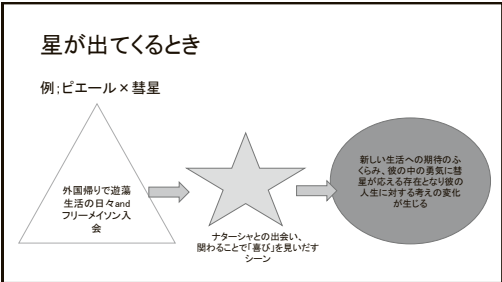 星が出てくるとき
例;ピエール×彗星
外国帰りで遊蕩
生活の日々and
フリーメイソン入
会
ナターシャとの出会い、
関わることで「喜び」を見いだす
シーン
新しい生活への期待のふ
くらみ、彼の中の勇気に彗
星が応える存在となり彼の
人生に対する考えの変化
が生じる